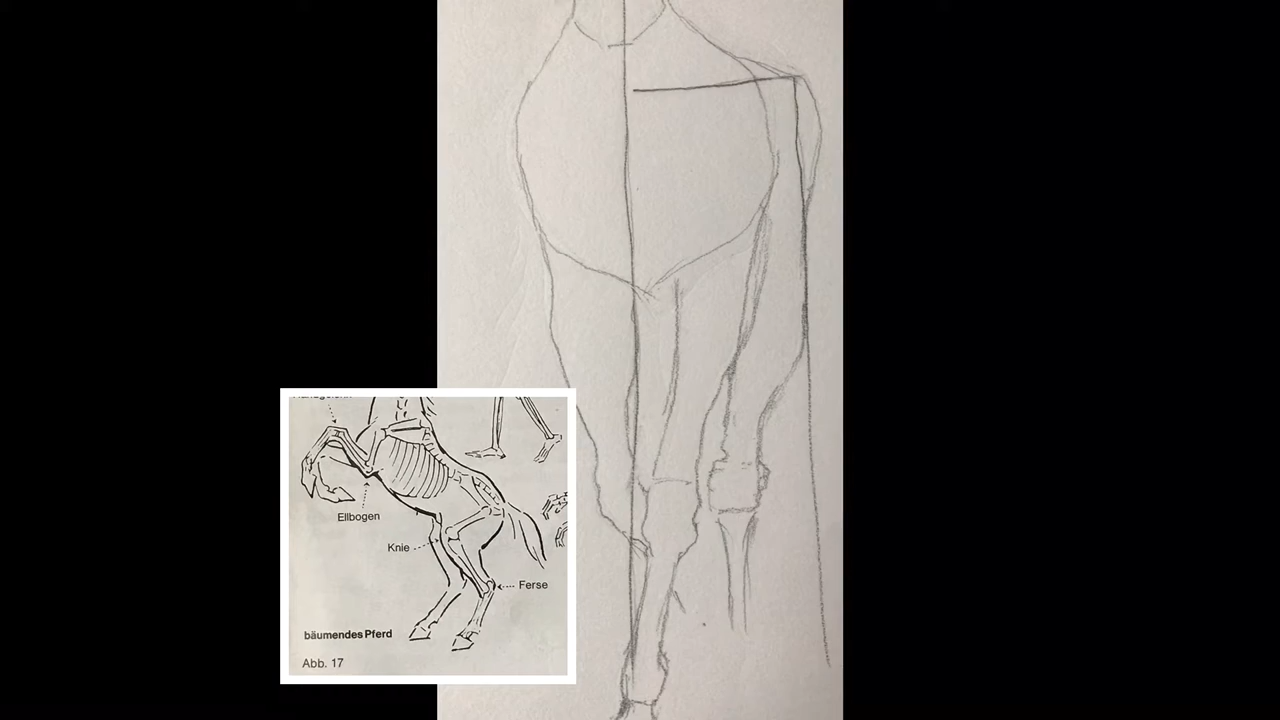 Ellbogen
Knie
Ferse
bäumendes Pferd
Abb. 17